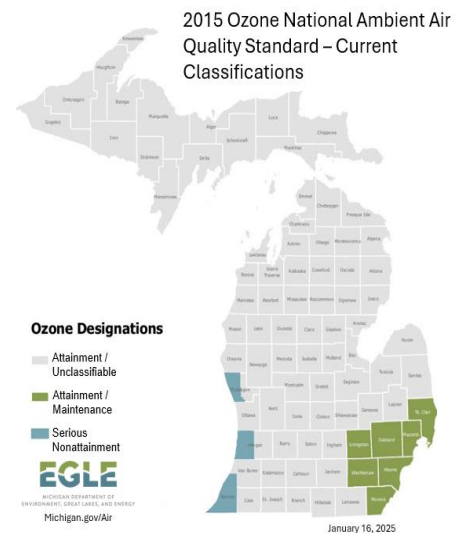 2015 Ozone National Ambient Air
Quality Standard – Current
Classifications
Keweenaw
Houghton
Ontonagon
Baraga
Gogebic
Marquette
Iron
Luce
Alger
Chippewa
Schoolcraft
Mackinac
Dickinson
Delta
Menominee
Emmet
Cheboygan
Presque Isle
Charlevoix
Antrim
Otsego
Montmorency
Alpena
Leelanau
Benzie
Grand
Traverse
Kalkaska
Crawford
Oscoda
Alcona
Manistee
Wexford
Missaukee
Roscommon
Ogemaw
Iosco
Mason
Lake
Osceola
Clare
Gladwin
Arenac
Huron
Oceana
Newaygo
Mecosta
Isabella
Midland
Bay
Tuscola
Sanilac
Muskegon
Montcalm
Gratiot
Saginaw
Ottawa
Kent
Ionia
Clinton
Shiawassee
Genesee
Lapeer
St. Clair
Allegan
Barry
Eaton
Ingham
Livingston
Oakland
Macomb
Van Buren
Kalamazoo
Calhoun
Jackson
Washtenaw
Wayne
Berrien
Cass
St. Joseph
Branch
Hillsdale
Lenawee
Monroe
Ozone Designations
Attainment /
Unclassifiable
Attainment /
Maintenance
Serious
Nonattainment
EGLE
MICHIGAN DEPARTMENT OF
ENVIRONMENT, GREAT LAKES, AND ENERGY
Michigan.gov/Air
January 16, 2025